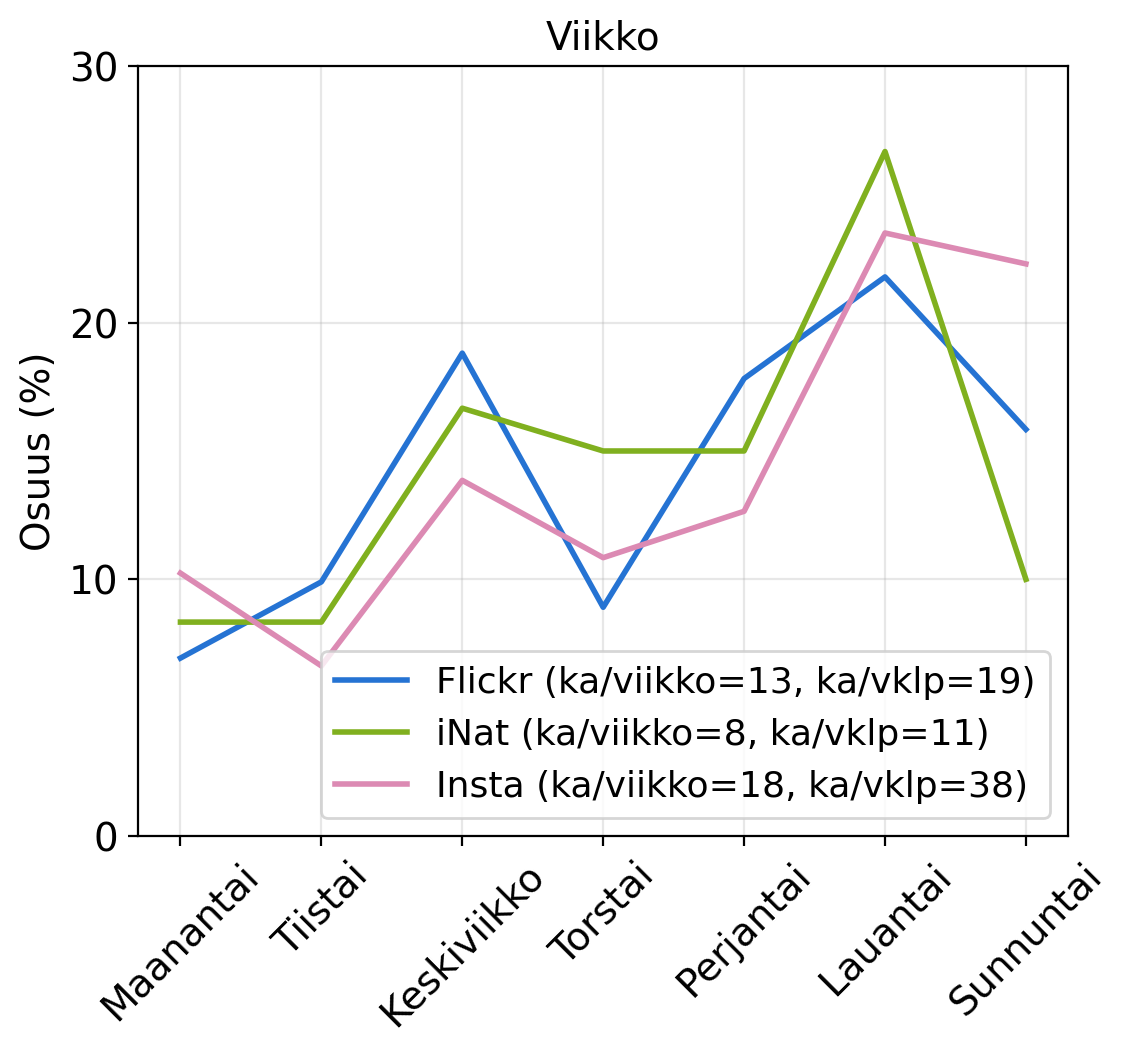 Viikko
30
20
10
0
Osuus (%)
Flickr (ka/viikko=13, ka/vklp=19)
iNat (ka/viikko=8, ka/vklp=11)
Insta (ka/viikko=18, ka/vklp=38)
Maanantai
Tiistai
Keskiviikko
Torstai
Perjantai
Lauantai
Sunnuntai